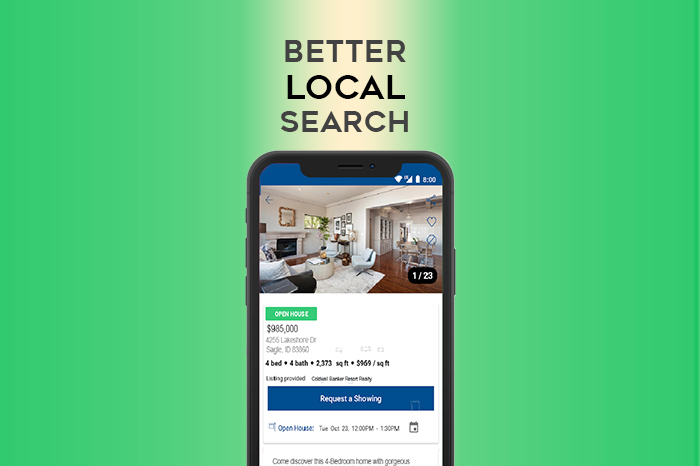 BETTER
LOCAL
SEARCH
8:00
1 / 23
OPEN HOUSE
$985,000
4255 Lakeshore Dr
Sagle, ID 83860
4 bed • 4 bath • 2,373 sq ft • $969 / sq ft
Listing provided Coldwell Banker Resort Realty
Request a Showing
Open House: Tue Oct 23, 12:00PM - 1:30PM
Come discover this 4-Bedroom home with gorgeous